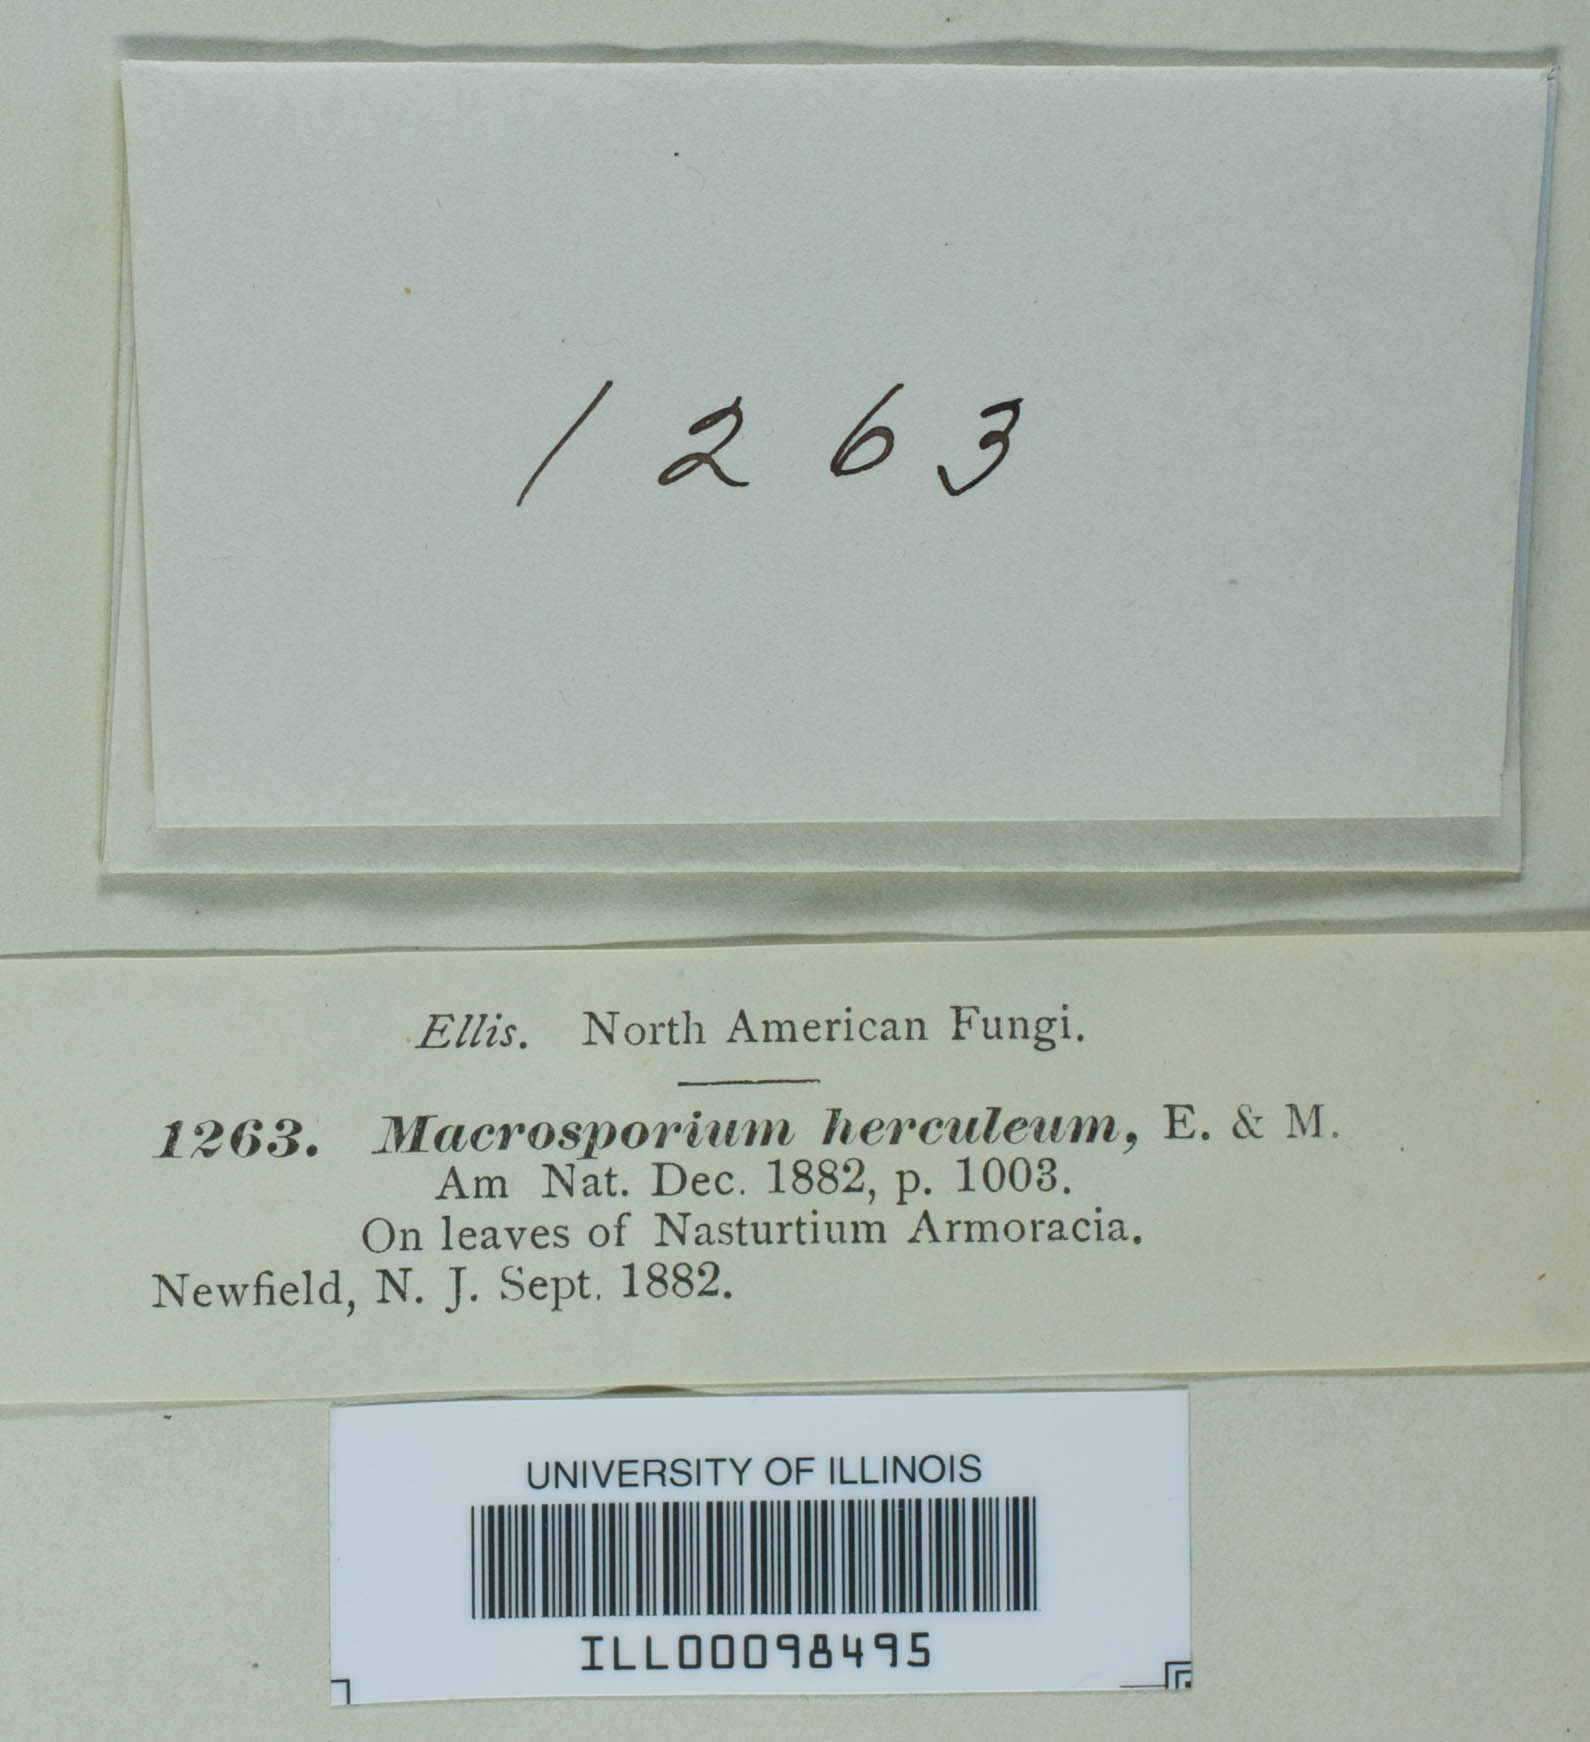 1263
Ellis. North American Fungi.
1263. Macrosporium herculeum, E. & M.
Am Nat. Dec. 1882, p. 1003.
On leaves of Nasturtium Armoracia.
Newfield, N. J. Sept. 1882.
UNIVERSITY OF ILLINOIS
ILL00098495